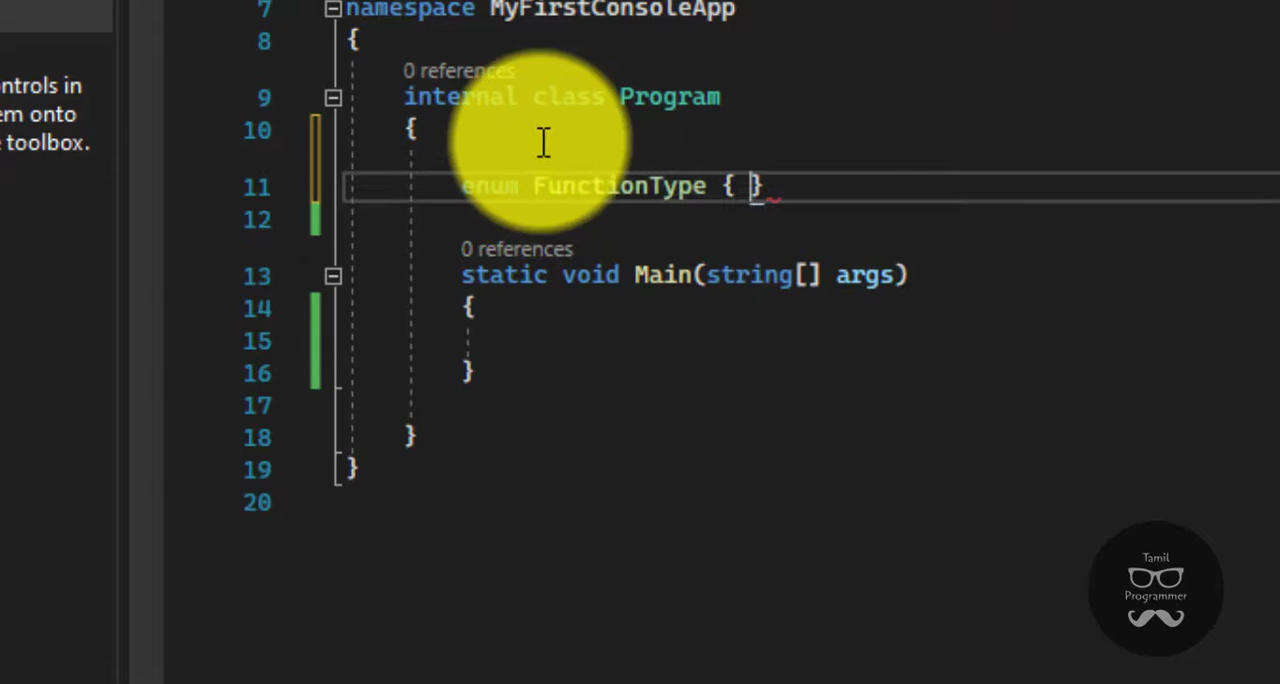 ontrols in
em onto
toolbox.
7 namespace MyFirstConsoleApp
8 {
0 references
9 internal class Program
10 {
11 enum FunctionType { }
12
0 references
13 static void Main(string[] args)
14 {
15
16 }
17
18 }
19 }
20
Tamil
Programmer